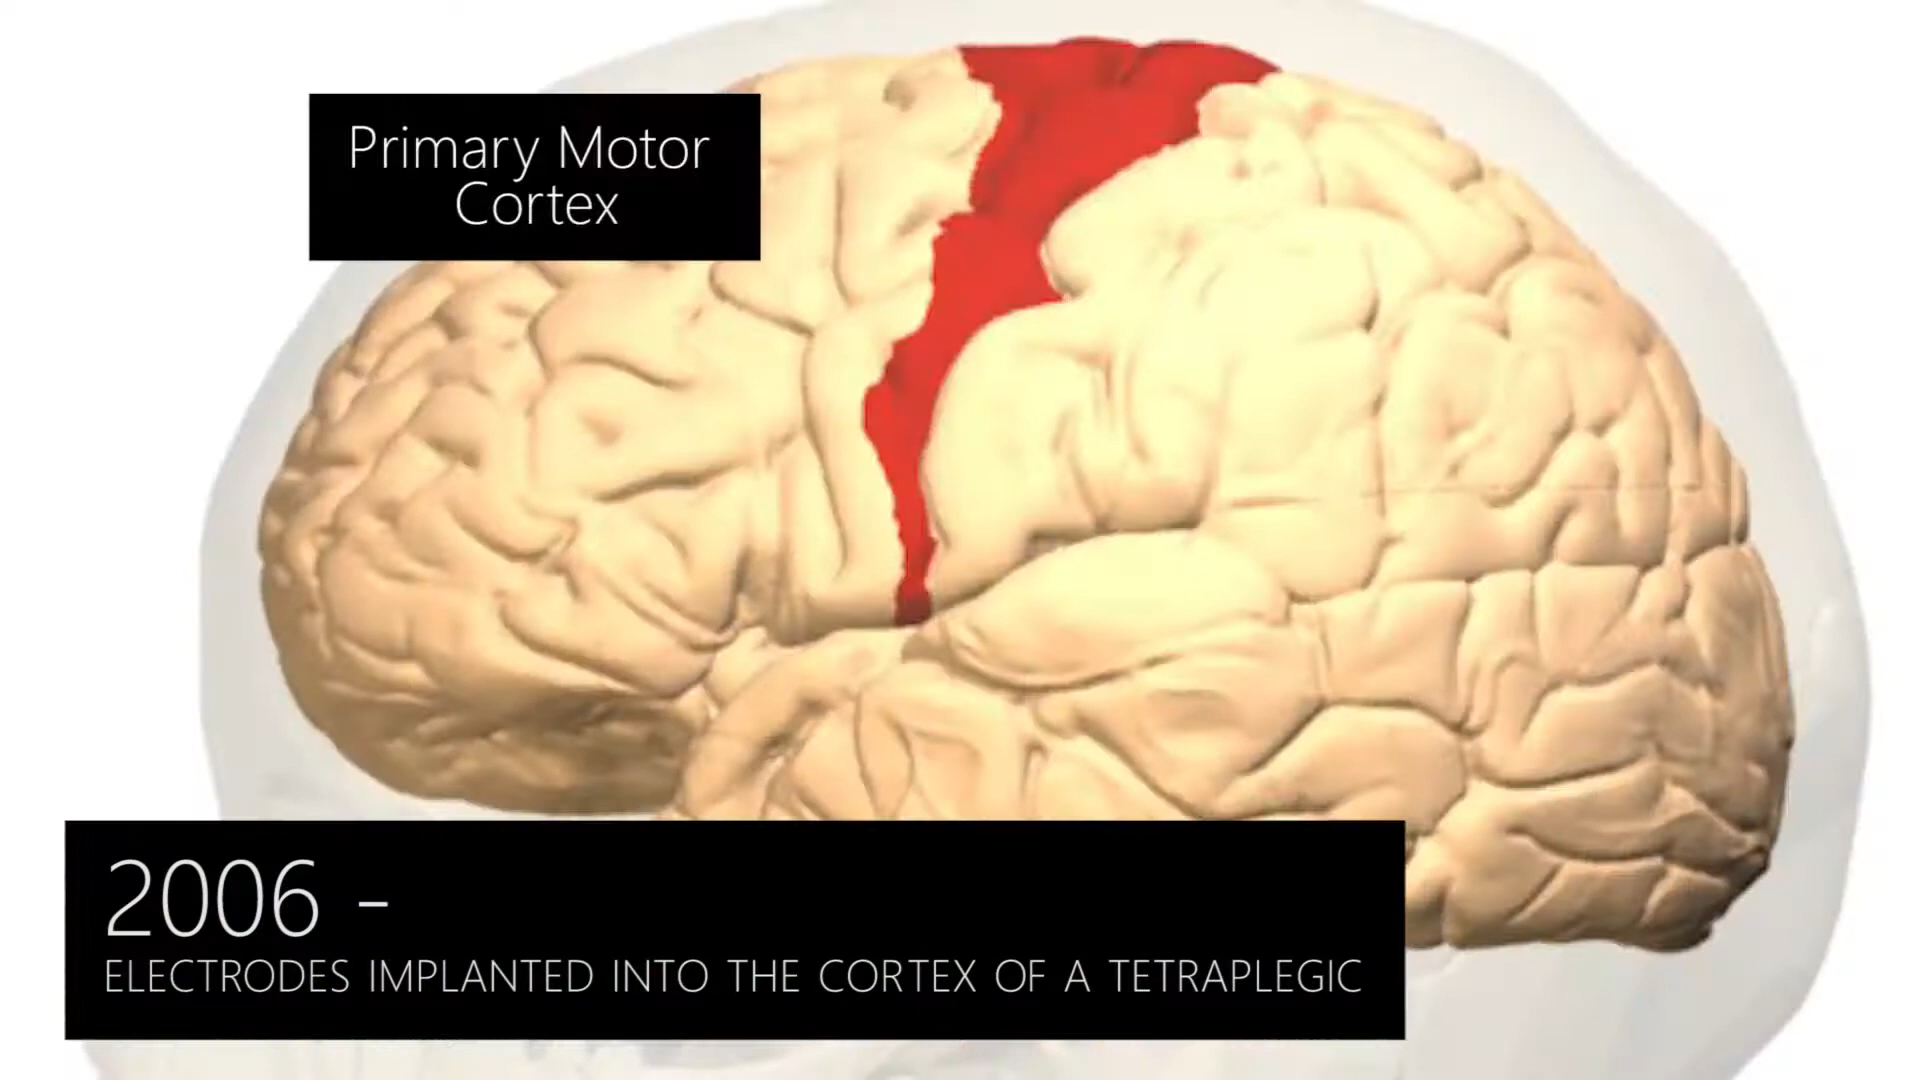 Primary Motor
Cortex
2006 -
ELECTRODES IMPLANTED INTO THE CORTEX OF A TETRAPLEGIC